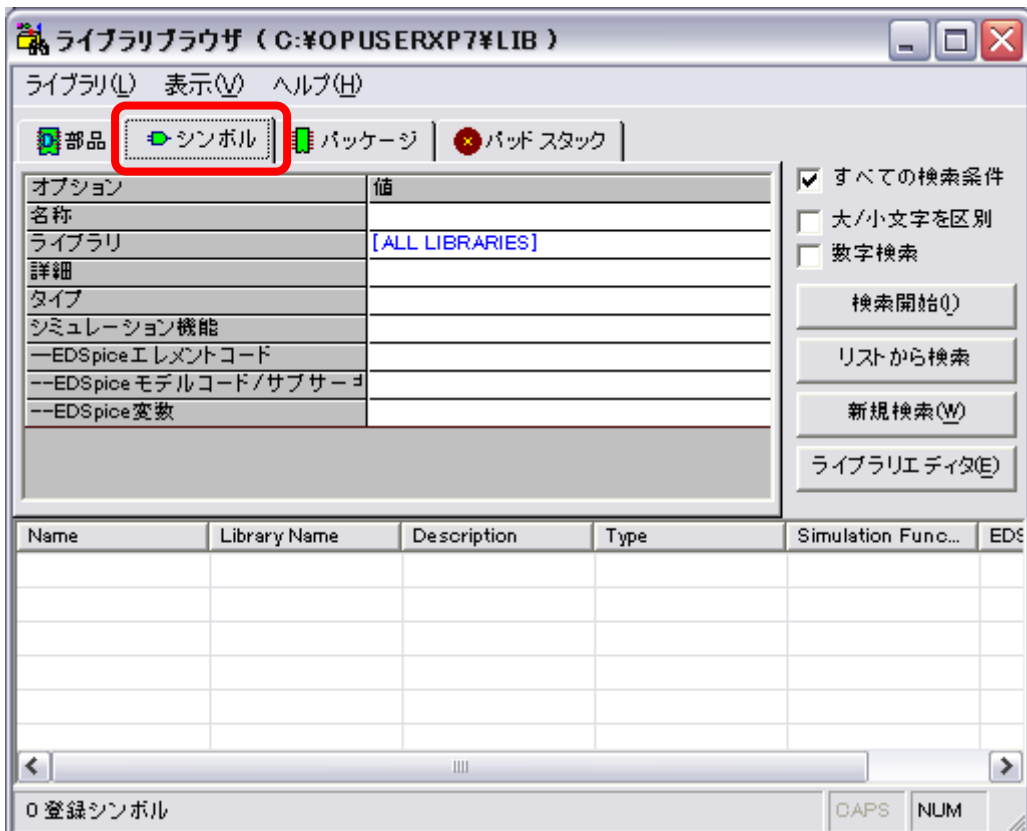 ライブラリブラウザ ( C:¥OPUSERXP7¥LIB )
ライブラリ(L) 表示(V) ヘルプ(H)
部品 シンボル パッケージ パッド スタック
オプション 値
名称
ライブラリ [ALL LIBRARIES]
詳細
タイプ
シミュレーション機能
—EDSpiceエレメントコード
--EDSpice モデルコード/サブサーキ
--EDSpice変数
すべての検索条件
大/小文字を区別
数字検索
検索開始(I)
リストから検索
新規検索(W)
ライブラリエディタ(E)
Name Library Name Description Type Simulation Func... EDS
0 登録シンボル CAPS NUM